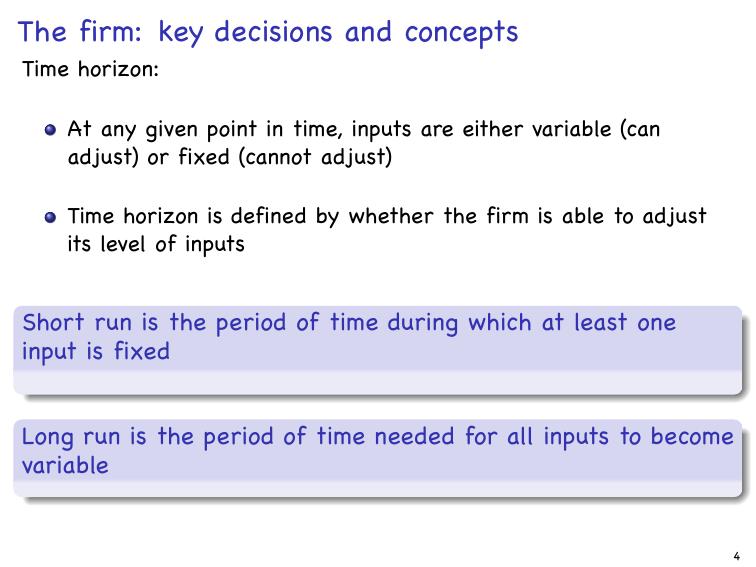 The firm: key decisions and concepts
Time horizon:
At any given point in time, inputs are either variable (can
adjust) or fixed (cannot adjust)
Time horizon is defined by whether the firm is able to adjust
its level of inputs
Short run is the period of time during which at least one
input is fixed
Long run is the period of time needed for all inputs to become
variable
4